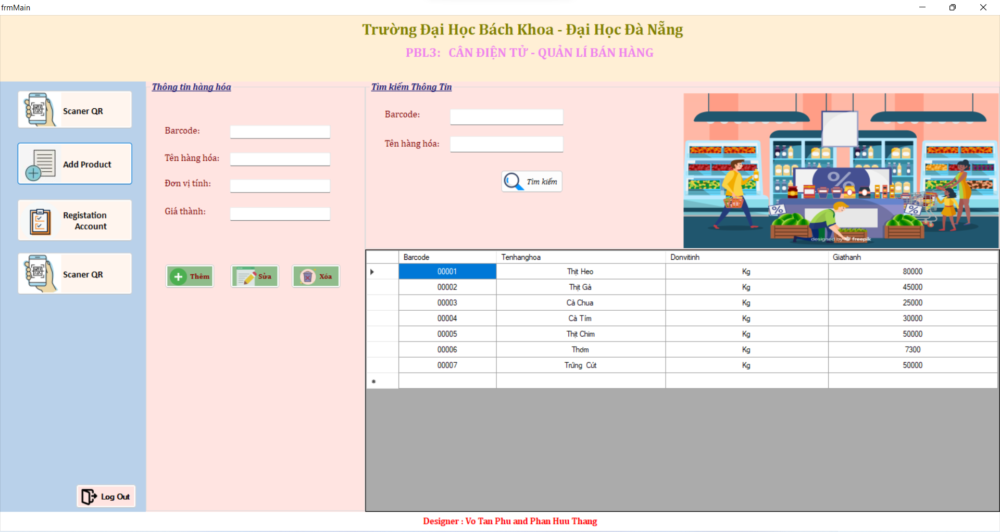 frmMain
Trường Đại Học Bách Khoa - Đại Học Đà Nẵng
PBL3: CÂN ĐIỆN TỬ - QUẢN LÍ BÁN HÀNG
Scaner QR
Add Product
Registation
Account
Scaner QR
Log Out
Thông tin hàng hóa
Barcode:
Tên hàng hóa:
Đơn vị tính:
Giá thành:
Thêm Sửa Xóa
Tìm kiếm Thông Tin
Barcode:
Tên hàng hóa:
Tìm kiếm
%
% %
designed by freepik
Barcode Tenhanghoa Donvitinh Giathanh
00001 Thịt Heo Kg 80000
00002 Thịt Gà Kg 45000
00003 Cà Chua Kg 25000
00004 Cà Tím Kg 30000
00005 Thịt Chim Kg 50000
00006 Thơm Kg 7300
00007 Trứng Cút Kg 50000
Designer : Vo Tan Phu and Phan Huu Thang